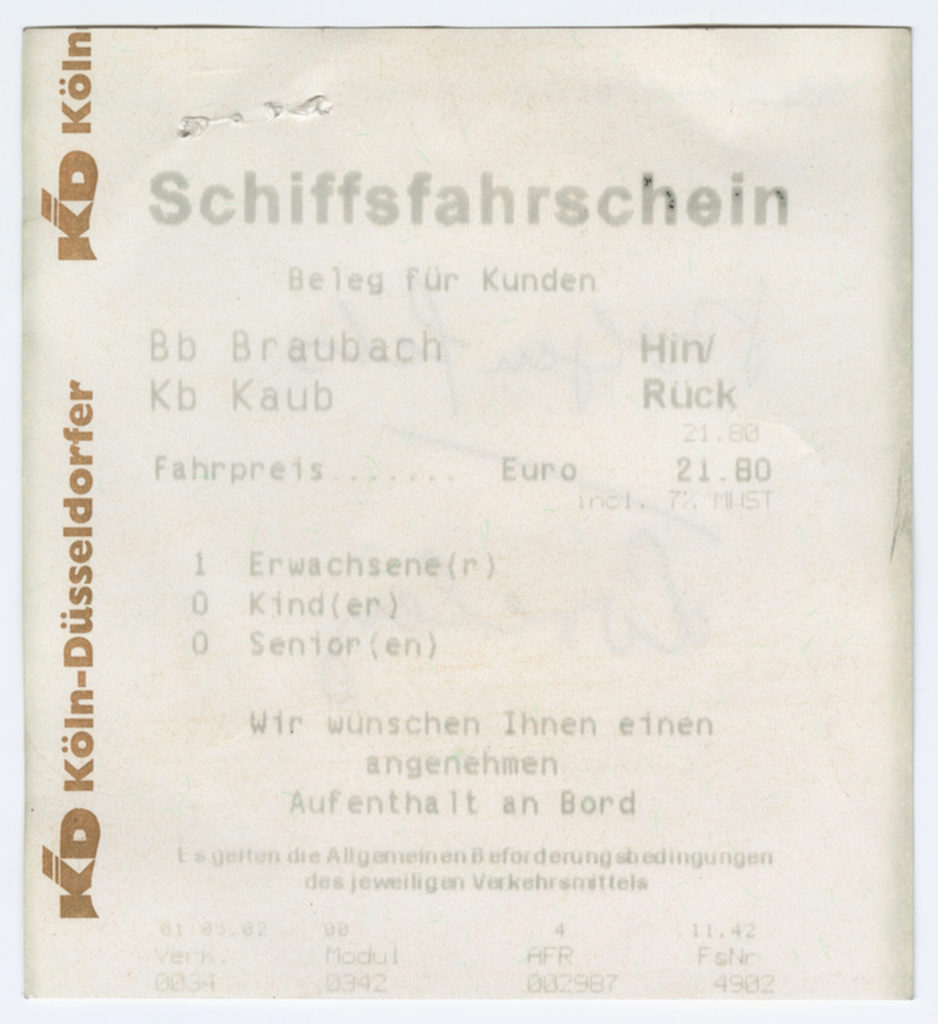 KD Köln-Düsseldorfer KD Köln
Schiffsfahrschein
Beleg für Kunden
Bb Braubach Hin/
Kb Kaub Rück
21.80
Fahrpreis....... Euro 21.80
incl. 7% MWST
1 Erwachsene(r)
0 Kind(er)
0 Senior(en)
Wir wünschen Ihnen einen
angenehmen
Aufenthalt an Bord
Es gelten die Allgemeinen Beförderungsbedingungen
des jeweiligen Verkehrsmittels
00 4 11.42
Verk. Modul AFR FsNr
0034 0342 002987 4902